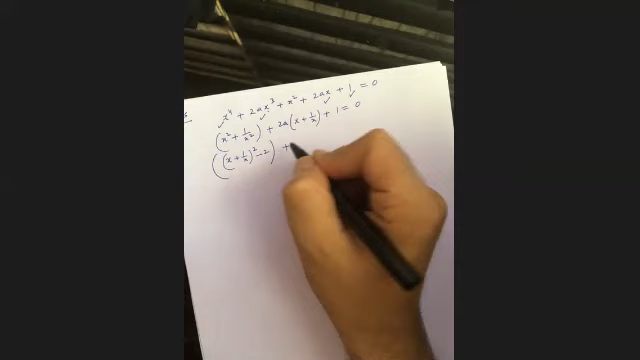 x⁴ + 2ax³ + x² + 2ax + 1 = 0
(x² + 1/x²) + 2a(x + 1/x) + 1 = 0
((x + 1/x)² - 2) +